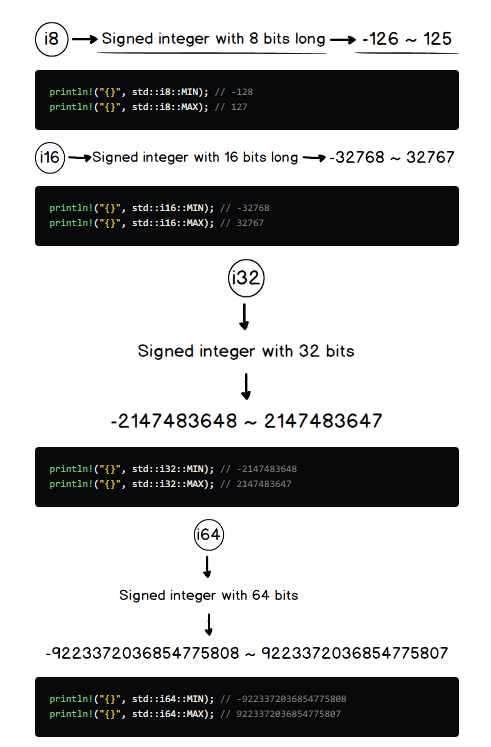 i8 Signed integer with 8 bits long -126 ~ 125
println!("{}", std::i8::MIN); // -128
println!("{}", std::i8::MAX); // 127
i16 Signed integer with 16 bits long -32768 ~ 32767
println!("{}", std::i16::MIN); // -32768
println!("{}", std::i16::MAX); // 32767
i32
Signed integer with 32 bits
-2147483648 ~ 2147483647
println!("{}", std::i32::MIN); // -2147483648
println!("{}", std::i32::MAX); // 2147483647
i64
Signed integer with 64 bits
-9223372036854775808 ~ 9223372036854775807
println!("{}", std::i64::MIN); // -9223372036854775808
println!("{}", std::i64::MAX); // 9223372036854775807